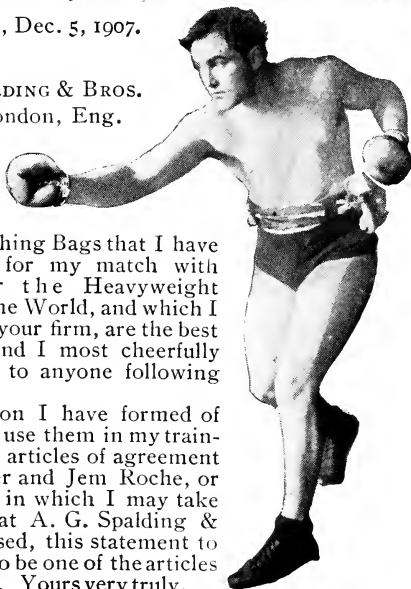 , Dec. 5, 1907.
LDING & BROS.
ondon, Eng.
hing Bags that I have
for my match with
r the Heavyweight
he World, and which I
your firm, are the best
nd I most cheerfully
to anyone following
on I have formed of
use them in my train-
articles of agreement
r and Jem Roche, or
in which I may take
at A. G. Spalding &
sed, this statement to
o be one of the articles
. Yours very truly,